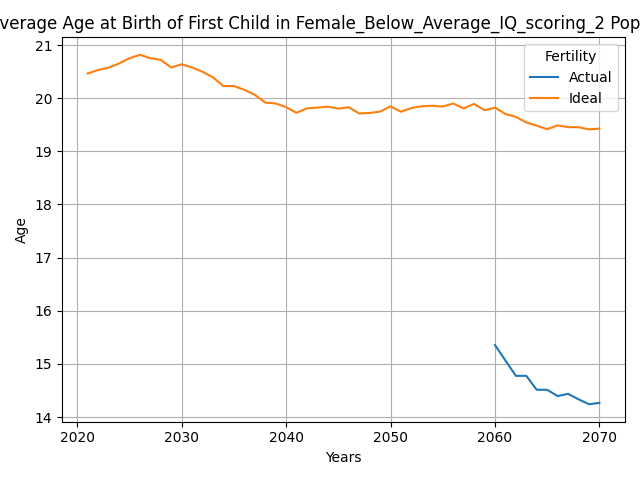 verage Age at Birth of First Child in Female_Below_Average_IQ_scoring_2 Pop
21
20
19
18
17
16
15
14
Age
Fertility
Actual
Ideal
2020 2030 2040 2050 2060 2070
Years